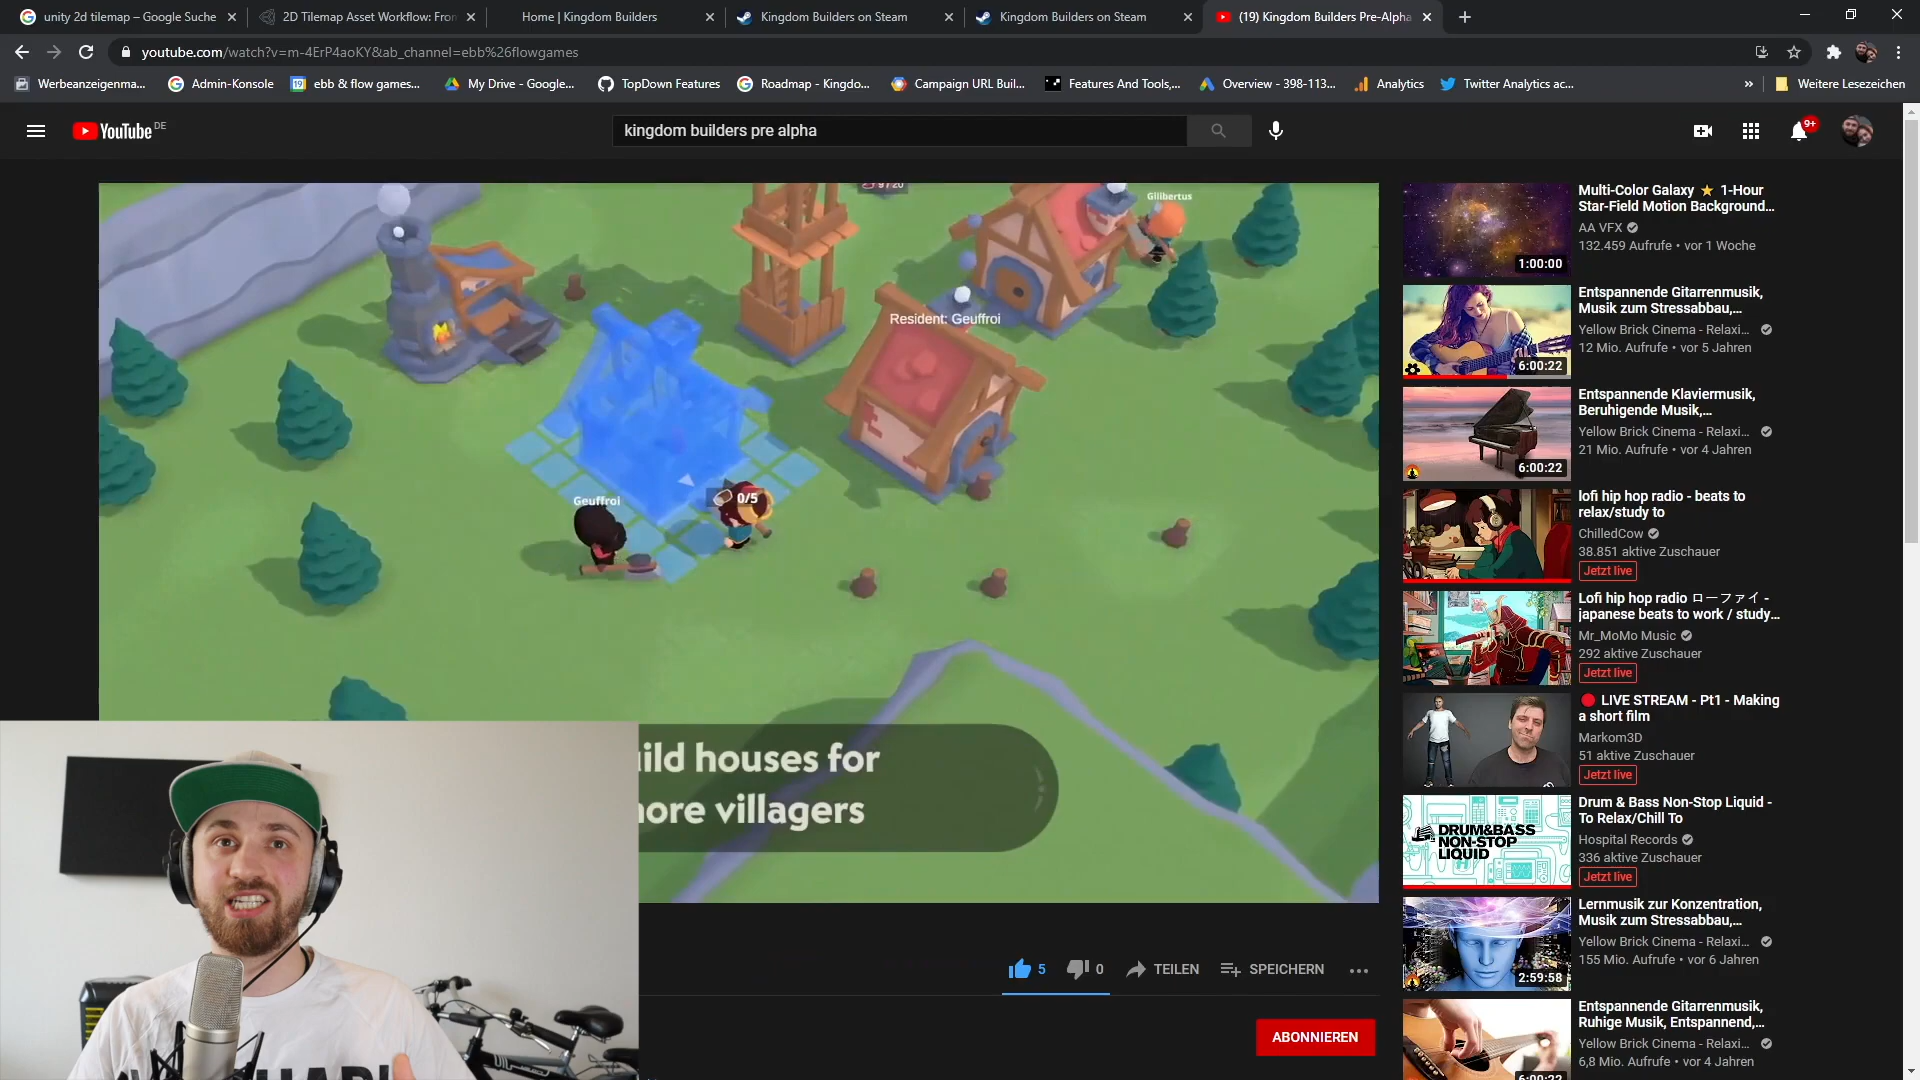 unity 2d tilemap – Google Suche
2D Tilemap Asset Workflow: Fron
Home | Kingdom Builders
Kingdom Builders on Steam
Kingdom Builders on Steam
(19) Kingdom Builders Pre-Alpha
youtube.com/watch?v=m-4ErP4aoKY&ab_channel=ebb%26flowgames
Werbeanzeigenma...
Admin-Konsole
ebb & flow games...
My Drive - Google...
TopDown Features
Roadmap - Kingdo...
Campaign URL Buil...
Features And Tools,...
Overview - 398-113...
Analytics
Twitter Analytics ac...
»
Weitere Lesezeichen
YouTube DE
kingdom builders pre alpha
9+
9/20
Gilibertus
Resident: Geuffroi
Geuffroi
0/5
ild houses for
ore villagers
5
0
TEILEN
SPEICHERN
ABONNIEREN
Multi-Color Galaxy ⭐ 1-Hour
Star-Field Motion Background...
AA VFX
132.459 Aufrufe • vor 1 Woche
1:00:00
Entspannende Gitarrenmusik,
Musik zum Stressabbau,...
Yellow Brick Cinema - Relaxi...
12 Mio. Aufrufe • vor 5 Jahren
6:00:22
Entspannende Klaviermusik,
Beruhigende Musik,...
Yellow Brick Cinema - Relaxi...
21 Mio. Aufrufe • vor 4 Jahren
6:00:22
lofi hip hop radio - beats to
relax/study to
ChilledCow
38.851 aktive Zuschauer
Jetzt live
Lofi hip hop radio ローファイ -
japanese beats to work / study...
Mr_MoMo Music
292 aktive Zuschauer
Jetzt live
🔴 LIVE STREAM - Pt1 - Making
a short film
Markom3D
51 aktive Zuschauer
Jetzt live
DRUM&BASS
NON-STOP
LIQUID
Drum & Bass Non-Stop Liquid -
To Relax/Chill To
Hospital Records
336 aktive Zuschauer
Jetzt live
Lernmusik zur Konzentration,
Musik zum Stressabbau,...
Yellow Brick Cinema - Relaxi...
155 Mio. Aufrufe • vor 6 Jahren
2:59:58
Entspannende Gitarrenmusik,
Ruhige Musik, Entspannend,...
Yellow Brick Cinema - Relaxi...
6,8 Mio. Aufrufe • vor 4 Jahren
6:00:22